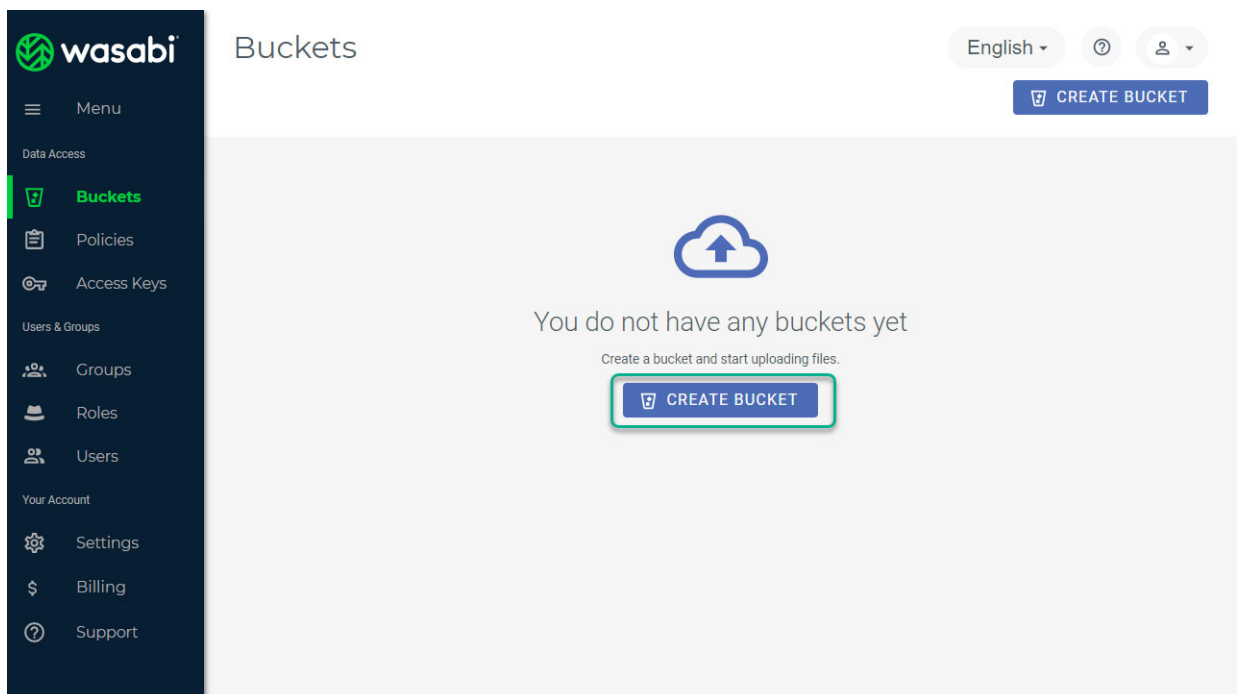 wasabi
Menu
Data Access
Buckets
Policies
Access Keys
Users & Groups
Groups
Roles
Users
Your Account
Settings
$ Billing
Support
Buckets
English
CREATE BUCKET
You do not have any buckets yet
Create a bucket and start uploading files.
CREATE BUCKET